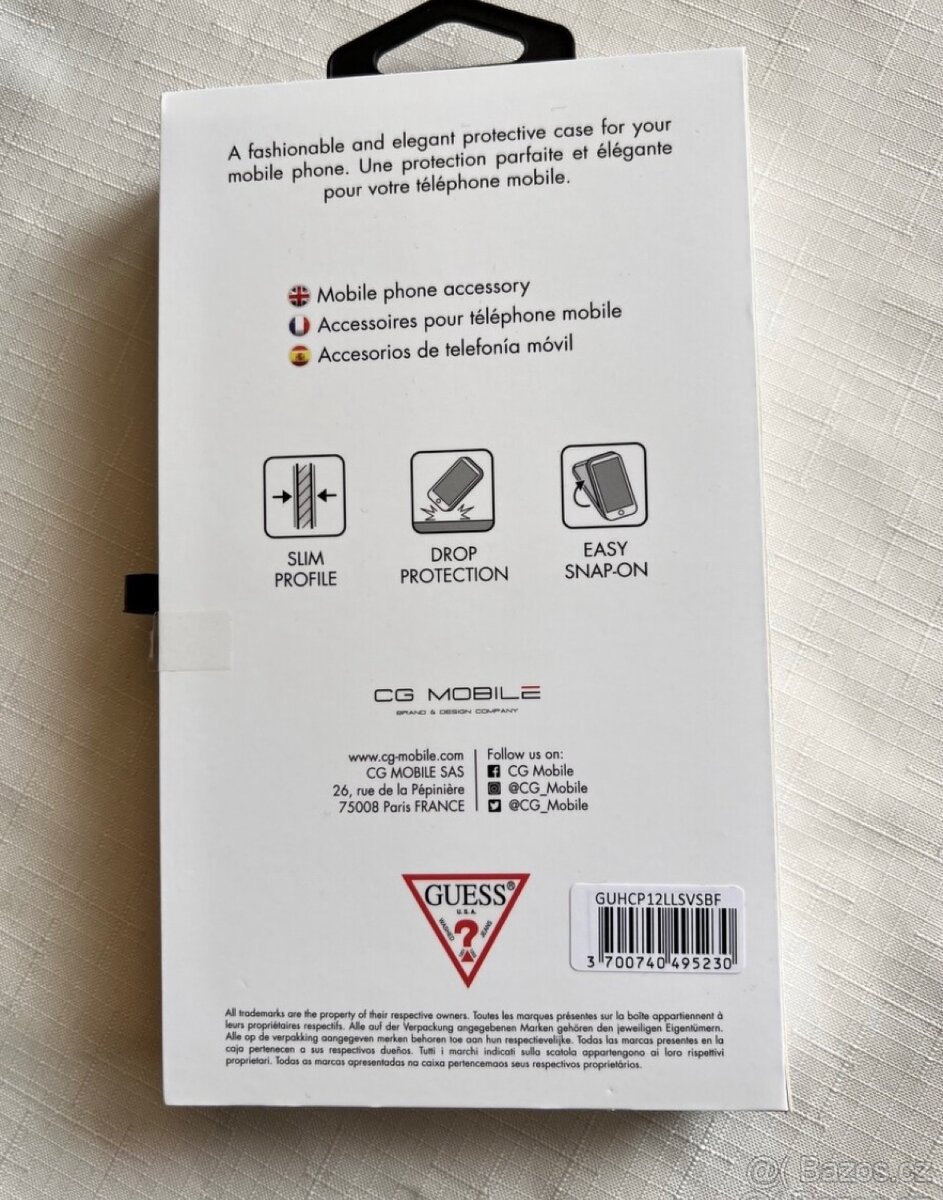 A fashionable and elegant protective case for your
mobile phone. Une protection parfaite et élégante
pour votre téléphone mobile.
Mobile phone accessory
Accessoires pour téléphone mobile
Accesorios de telefonía móvil
SLIM
PROFILE
DROP
PROTECTION
EASY
SNAP-ON
CG MOBILE
BRAND & DESIGN COMPANY
www.cg-mobile.com
CG MOBILE SAS
26, rue de la Pépinière
75008 Paris FRANCE
Follow us on:
CG Mobile
@CG_Mobile
@CG_Mobile
GUESS®
U.S.A.
WASHED
?
JEANS
GUHCP12LLSVSBF
3 700740 495230
All trademarks are the property of their respective owners. Toutes les marques présentes sur la boîte appartiennent à
leurs propriétaires respectifs. Alle auf der Verpackung angegebenen Marken gehören den jeweiligen Eigentümern.
Alle op de verpakking aangegeven merken behoren toe aan hun respectievelijke. Todas las marcas presentes en la
caja pertenecen a sus respectivos dueños. Tutti i marchi indicati sulla scatola appartengono ai loro rispettivi
proprietari. Todas as marcas apresentadas na caixa pertencemaos seus respectivos proprietários.
Bazos.cz